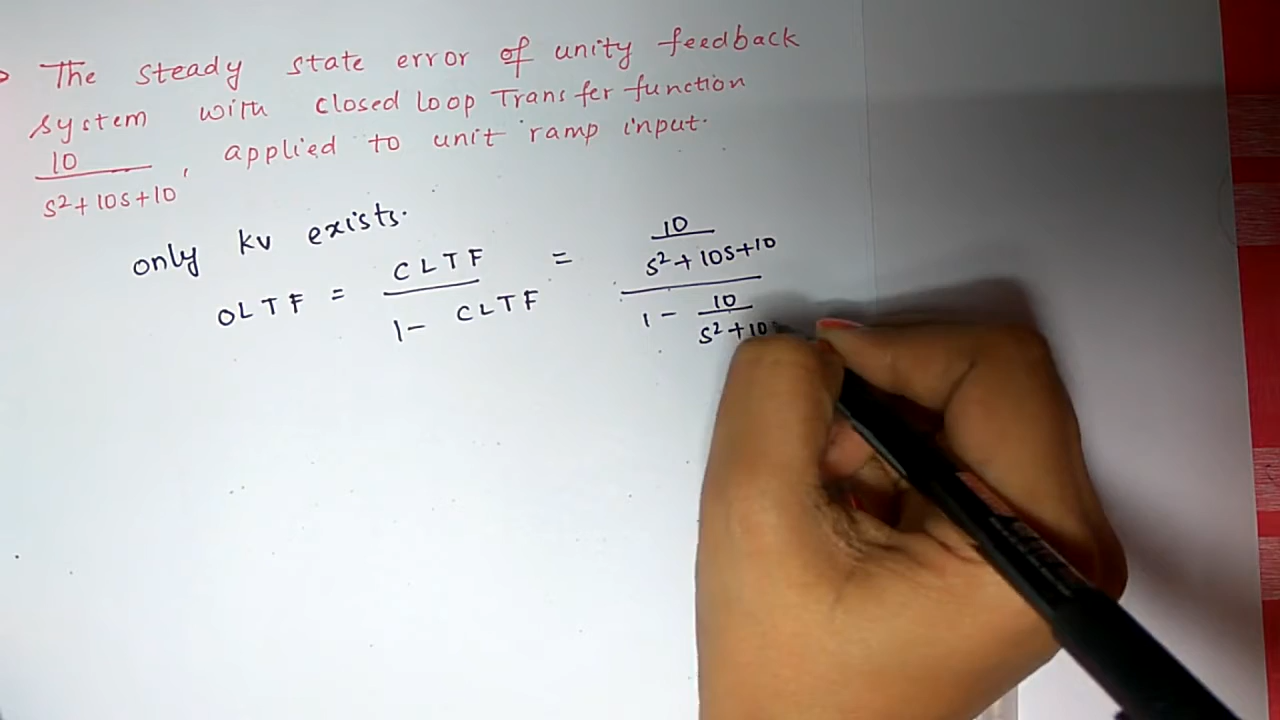 The steady state error of unity feedback
system with closed loop Transfer function
10
s²+10s+10, applied to unit ramp input.
only kv exists.
OLTF = CLTF / 1- CLTF = 10 / s²+10s+10 / 1- 10 / s²+10